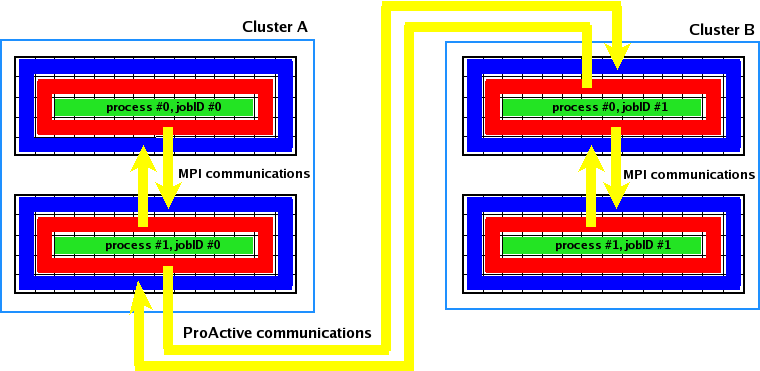 Cluster A
Cluster B
process #0, jobID #0
process #0, jobID #1
MPI communications
MPI communications
process #1, jobID #0
process #1, jobID #1
ProActive communications